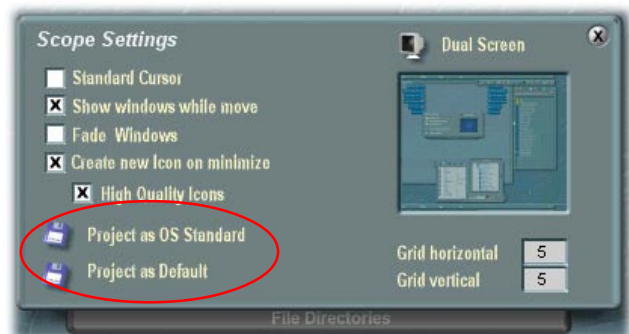 Scope Settings
Standard Cursor
Show windows while move
Fade Windows
Create new Icon on minimize
High Quality Icons
Project as OS Standard
Project as Default
Dual Screen
Grid horizontal 5
Grid vertical 5
File Directories